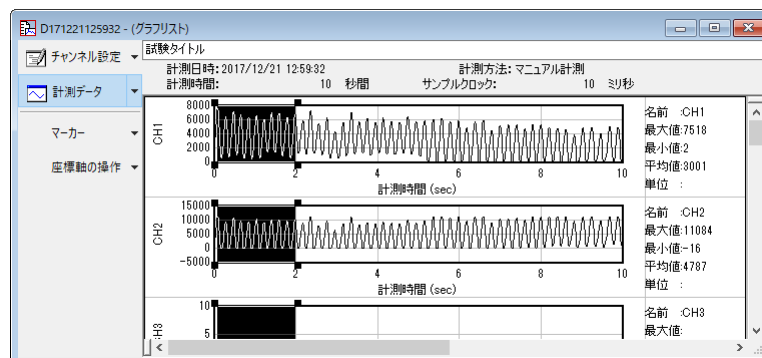 D171221125932 - (グラフリスト)
チャンネル設定
計測データ
マーカー
座標軸の操作
試験タイトル
計測日時:2017/12/21 12:59:32 計測方法:マニュアル計測
計測時間: 10 秒間 サンプルクロック: 10 ミリ秒
CH1
8000
6000
4000
2000
0
0 2 4 6 8 10
計測時間 (sec)
名前 :CH1
最大値:7518
最小値:2
平均値:3001
単位 :
CH2
15000
10000
5000
0
-5000
0 2 4 6 8 10
計測時間 (sec)
名前 :CH2
最大値:11084
最小値:-16
平均値:4787
単位 :
CH3
10
5
名前 :CH3
最大値: